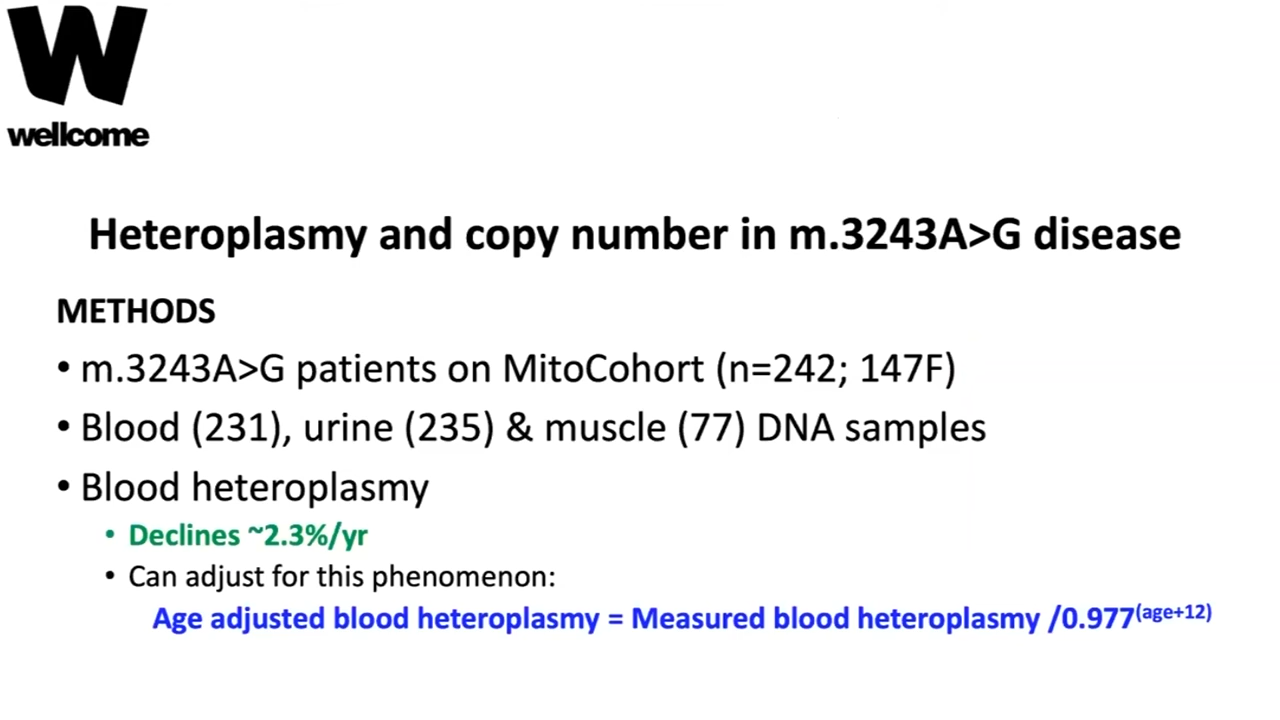 W
wellcome
Heteroplasmy and copy number in m.3243A>G disease
METHODS
• m.3243A>G patients on MitoCohort (n=242; 147F)
• Blood (231), urine (235) & muscle (77) DNA samples
• Blood heteroplasmy
• Declines ~2.3%/yr
• Can adjust for this phenomenon:
Age adjusted blood heteroplasmy = Measured blood heteroplasmy /0.977(age+12)